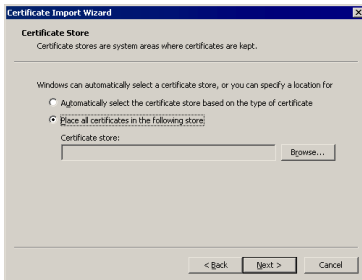 Certificate Import Wizard
Certificate Store
Certificate stores are system areas where certificates are kept.
Windows can automatically select a certificate store, or you can specify a location for
Automatically select the certificate store based on the type of certificate
Place all certificates in the following store
Certificate store:
Browse...
< Back Next > Cancel